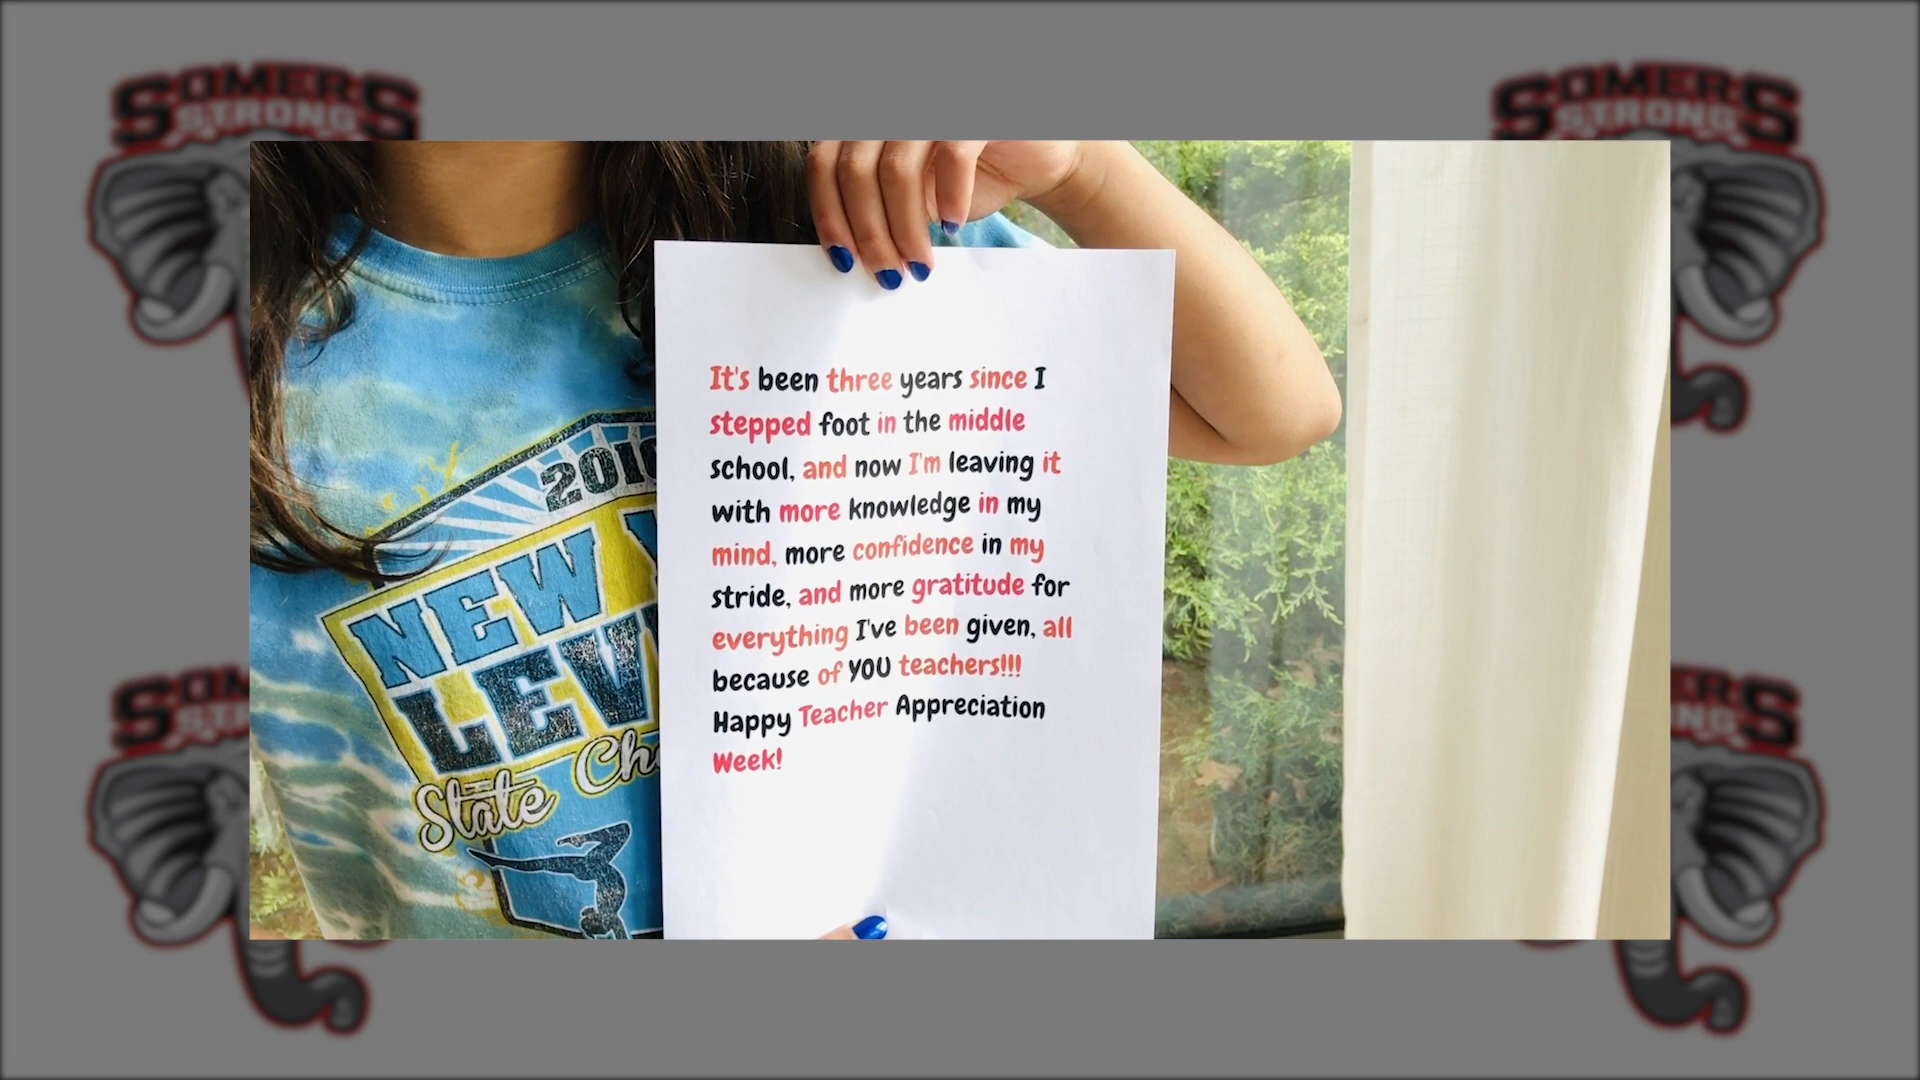 SOMERS
STRONG
SOMERS
STRONG
It's been three years since I
stepped foot in the middle
school, and now I'm leaving it
with more knowledge in my
mind, more confidence in my
stride, and more gratitude for
everything I've been given, all
because of YOU teachers!!!
Happy Teacher Appreciation
Week!
NEW
LEV
State